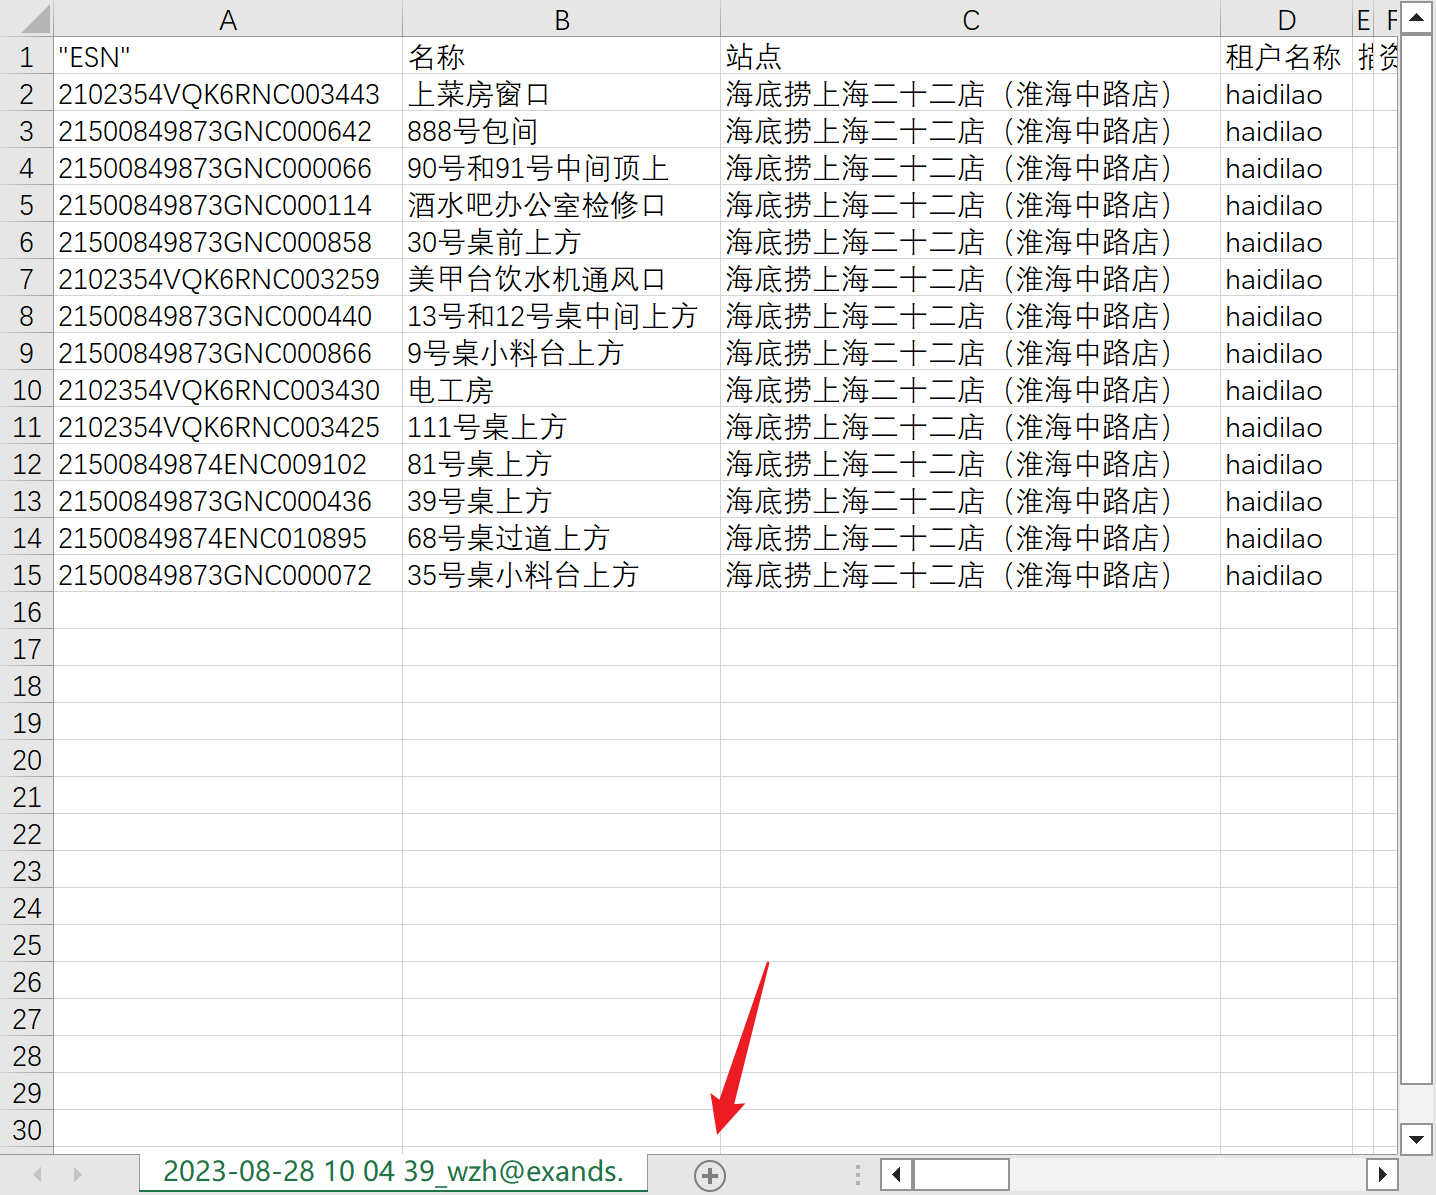 A B C D E F
1 "ESN" 名称 站点 租户名称
2 2102354VQK6RNC003443 上菜房窗口 海底捞上海二十二店（淮海中路店） haidilao
3 21500849873GNC000642 888号包间 海底捞上海二十二店（淮海中路店） haidilao
4 21500849873GNC000066 90号和91号中间顶上 海底捞上海二十二店（淮海中路店） haidilao
5 21500849873GNC000114 酒水吧办公室检修口 海底捞上海二十二店（淮海中路店） haidilao
6 21500849873GNC000858 30号桌前上方 海底捞上海二十二店（淮海中路店） haidilao
7 2102354VQK6RNC003259 美甲台饮水机通风口 海底捞上海二十二店（淮海中路店） haidilao
8 21500849873GNC000440 13号和12号桌中间上方 海底捞上海二十二店（淮海中路店） haidilao
9 21500849873GNC000866 9号桌小料台上方 海底捞上海二十二店（淮海中路店） haidilao
10 2102354VQK6RNC003430 电工房 海底捞上海二十二店（淮海中路店） haidilao
11 2102354VQK6RNC003425 111号桌上方 海底捞上海二十二店（淮海中路店） haidilao
12 21500849874ENC009102 81号桌上方 海底捞上海二十二店（淮海中路店） haidilao
13 21500849873GNC000436 39号桌上方 海底捞上海二十二店（淮海中路店） haidilao
14 21500849874ENC010895 68号桌过道上方 海底捞上海二十二店（淮海中路店） haidilao
15 21500849873GNC000072 35号桌小料台上方 海底捞上海二十二店（淮海中路店） haidilao
16
17
18
19
20
21
22
23
24
25
26
27
28
29
30
2023-08-28 10 04 39_wzh@exands.